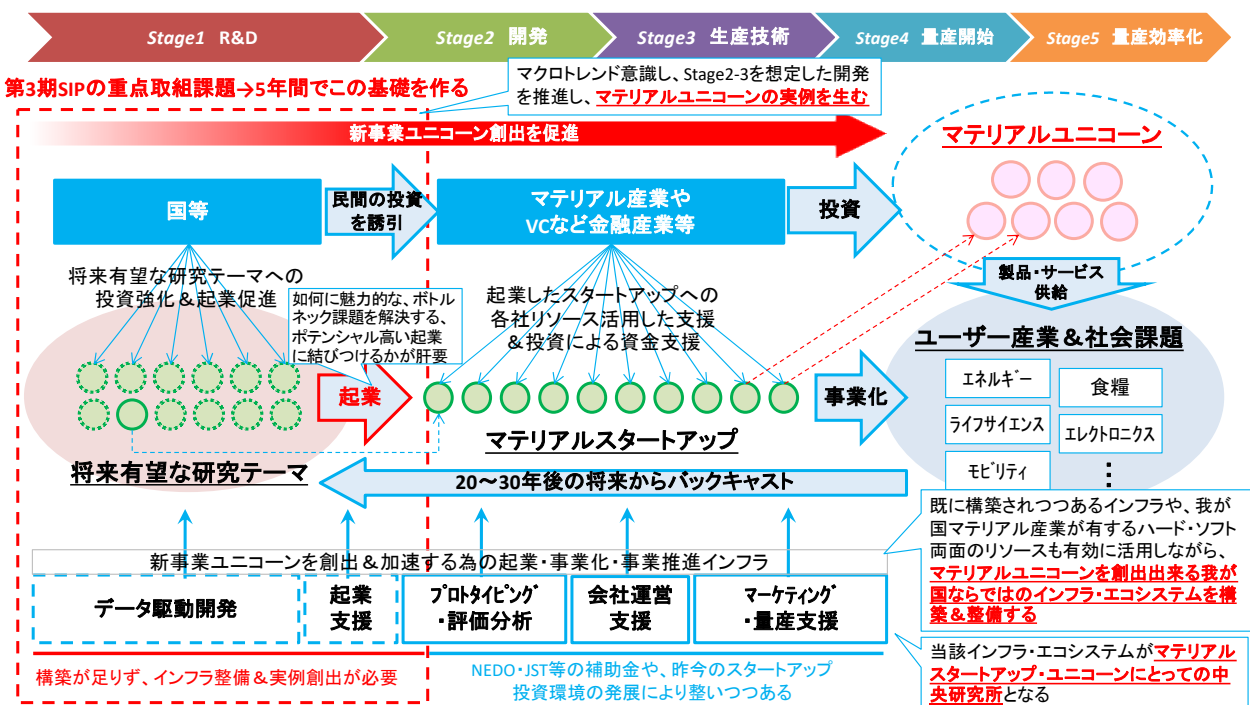 Stage1 R&D
Stage2 開発
Stage3 生産技術
Stage4 量産開始
Stage5 量産効率化
第3期SIPの重点取組課題→5年間でこの基礎を作る
マクロトレンド意識し、Stage2-3を想定した開発
を推進し、マテリアルユニコーンの実例を生む
新事業ユニコーン創出を促進
マテリアルユニコーン
国等
民間の投資
を誘引
マテリアル産業や
VCなど金融産業等
投資
製品・サービス
供給
将来有望な研究テーマへの
投資強化&起業促進
如何に魅力的な、ボトル
ネック課題を解決する、
ポテンシャル高い起業
に結びつけるかが肝要
起業したスタートアップへの
各社リソース活用した支援
&投資による資金支援
ユーザー産業&社会課題
エネルギー
食糧
ライフサイエンス
エレクトロニクス
モビリティ
⋮
起業
事業化
将来有望な研究テーマ
マテリアルスタートアップ
20〜30年後の将来からバックキャスト
既に構築されつつあるインフラや、我が
国マテリアル産業が有するハード・ソフト
両面のリソースも有効に活用しながら、
マテリアルユニコーンを創出出来る我が
国ならではのインフラ・エコシステムを構
築&整備する
新事業ユニコーンを創出&加速する為の起業・事業化・事業推進インフラ
データ駆動開発
起業
支援
プロトタイピング
・評価分析
会社運営
支援
マーケティング
・量産支援
構築が足りず、インフラ整備&実例創出が必要
NEDO・JST等の補助金や、昨今のスタートアップ
投資環境の発展により整いつつある
当該インフラ・エコシステムがマテリアル
スタートアップ・ユニコーンにとっての中
央研究所となる